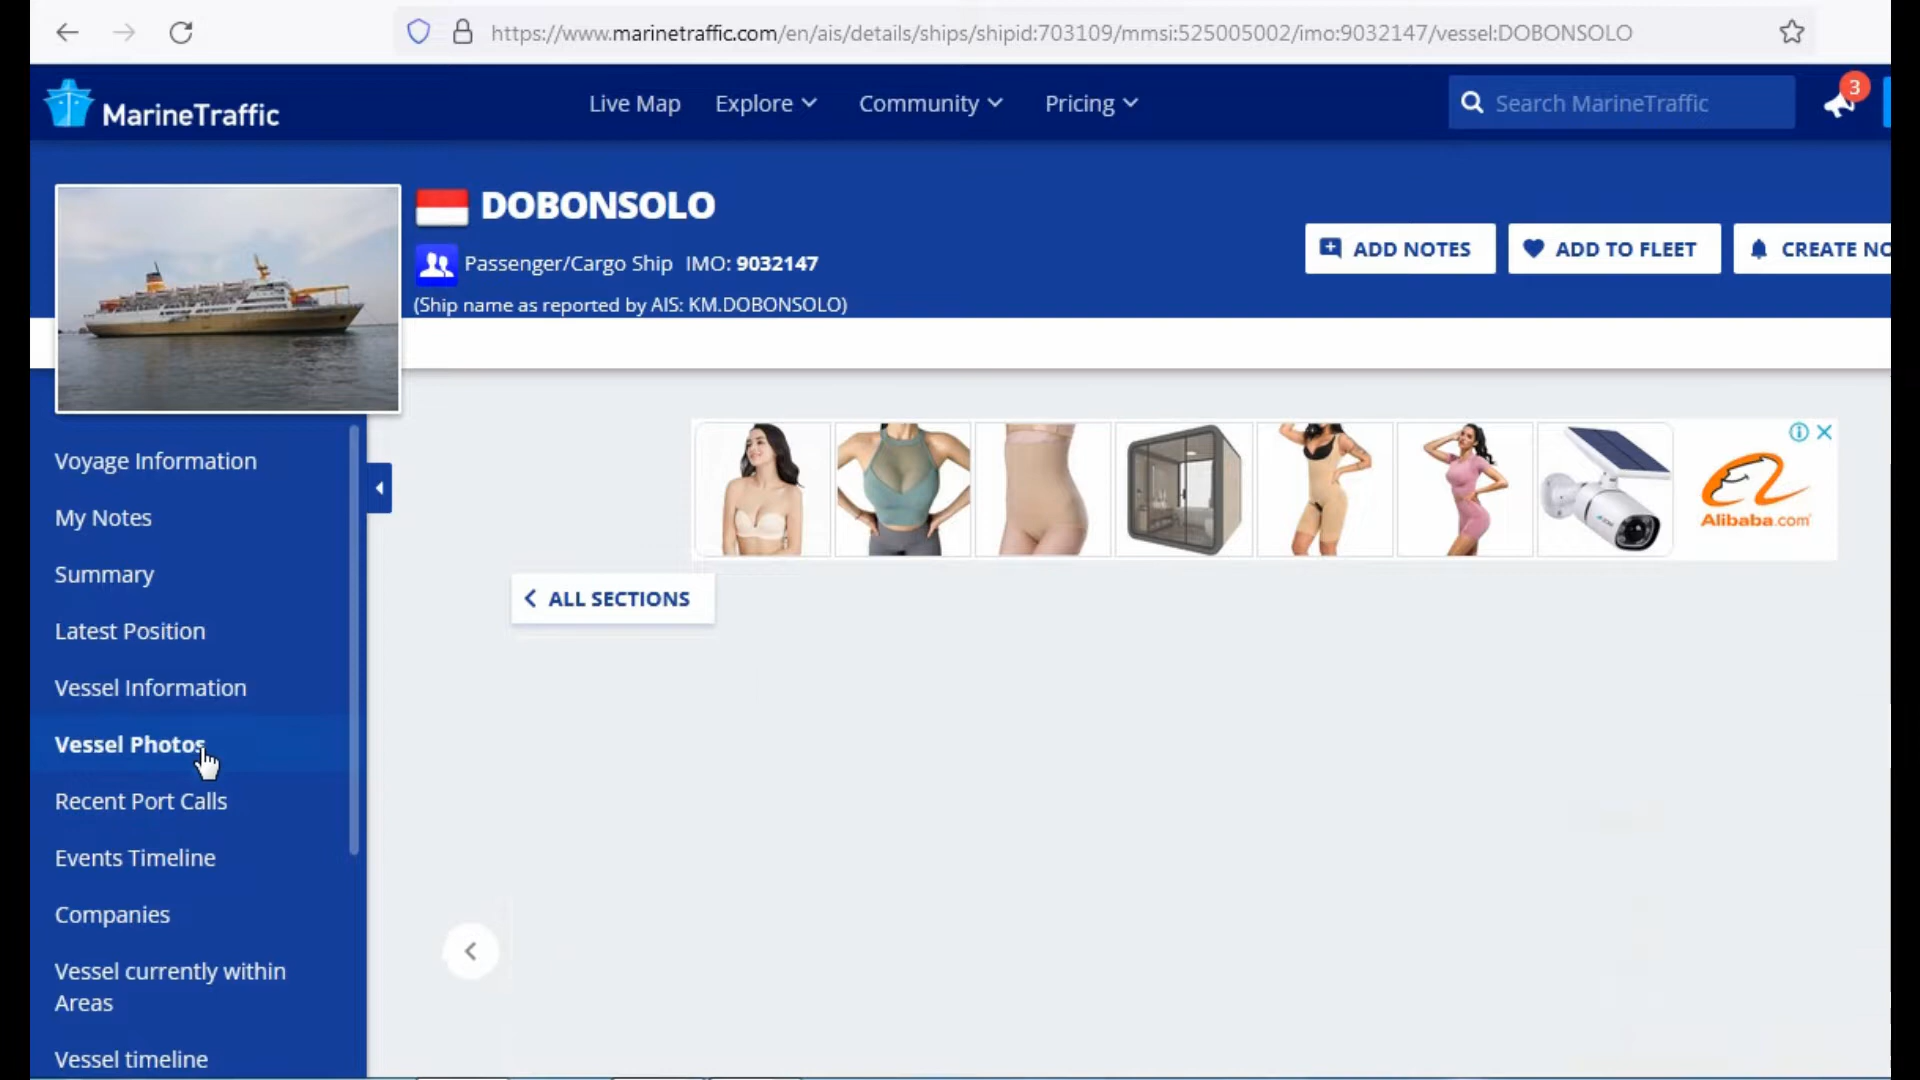 https://www.marinetraffic.com/en/ais/details/ships/shipid:703109/mmsi:525005002/imo:9032147/vessel:DOBONSOLO
MarineTraffic
Live Map
Explore
Community
Pricing
Search MarineTraffic
3
DOBONSOLO
Passenger/Cargo Ship IMO: 9032147
(Ship name as reported by AIS: KM.DOBONSOLO)
ADD NOTES
ADD TO FLEET
CREATE NO
Voyage Information
My Notes
Summary
Latest Position
Vessel Information
Vessel Photos
Recent Port Calls
Events Timeline
Companies
Vessel currently within
Areas
Vessel timeline
Alibaba.com
ALL SECTIONS